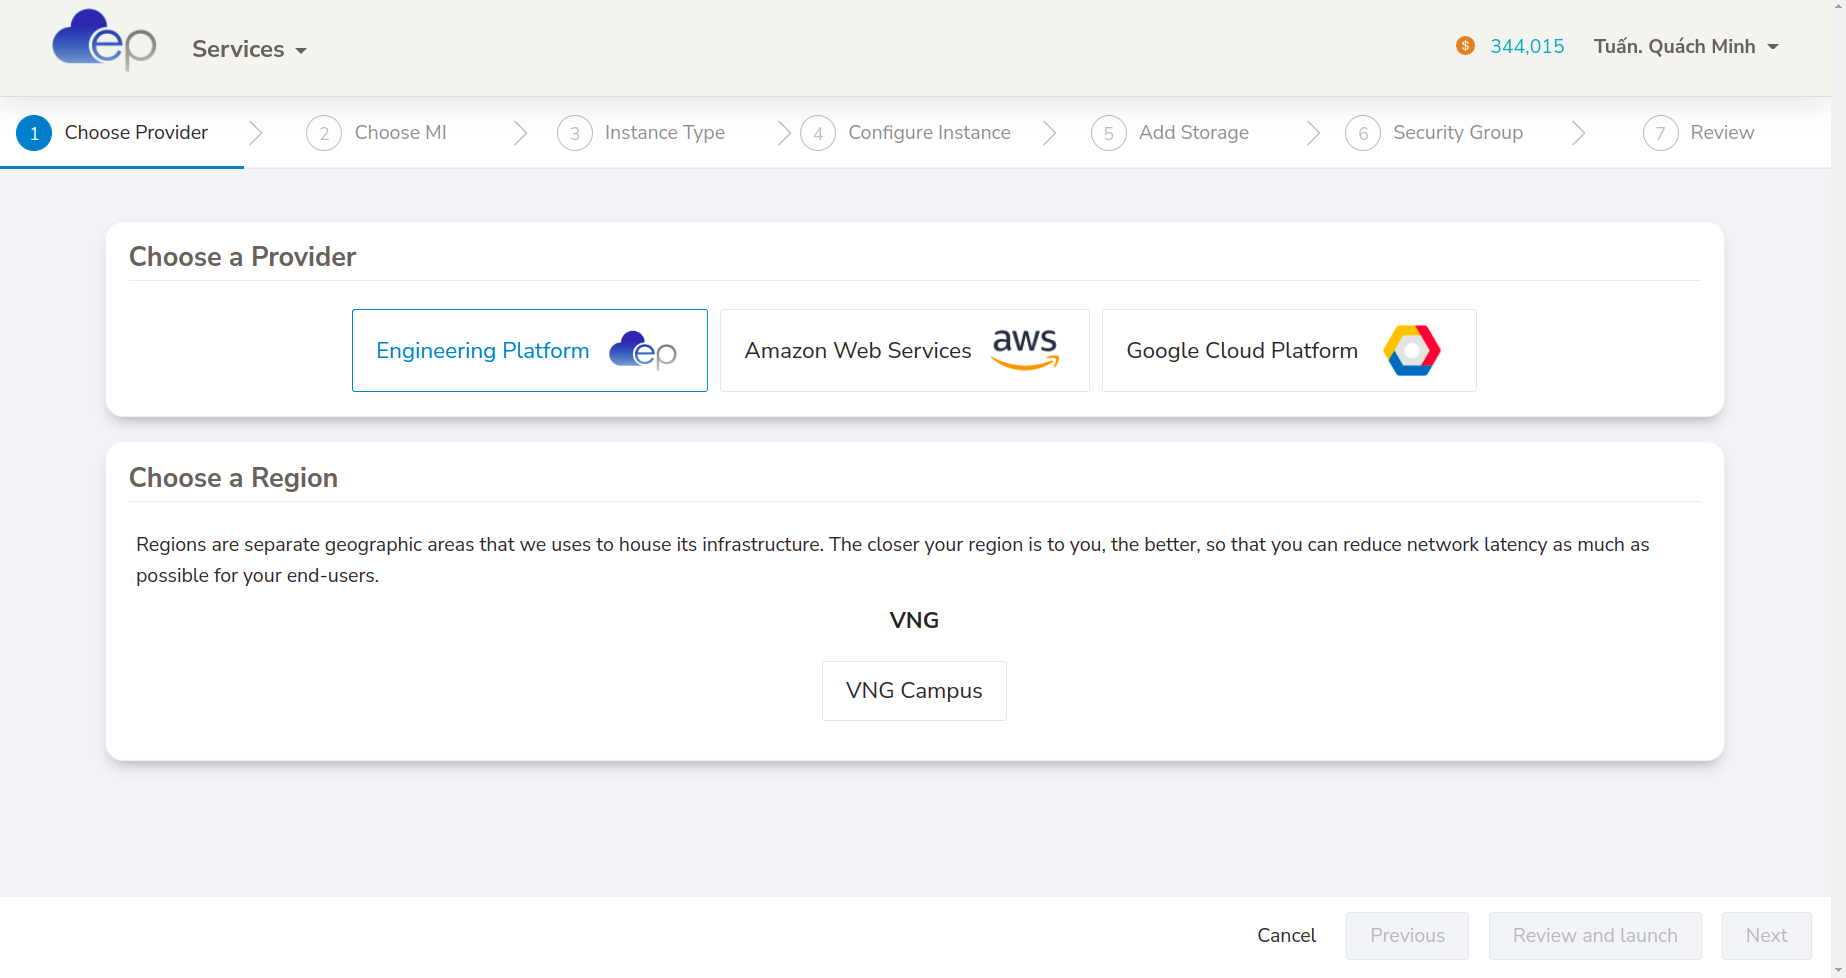 ep Services $ 344,015 Tuấn. Quách Minh
1 Choose Provider 2 Choose MI 3 Instance Type 4 Configure Instance 5 Add Storage 6 Security Group 7 Review
Choose a Provider
Engineering Platform ep Amazon Web Services aws Google Cloud Platform
Choose a Region
Regions are separate geographic areas that we uses to house its infrastructure. The closer your region is to you, the better, so that you can reduce network latency as much as
possible for your end-users.
VNG
VNG Campus
Cancel Previous Review and launch Next